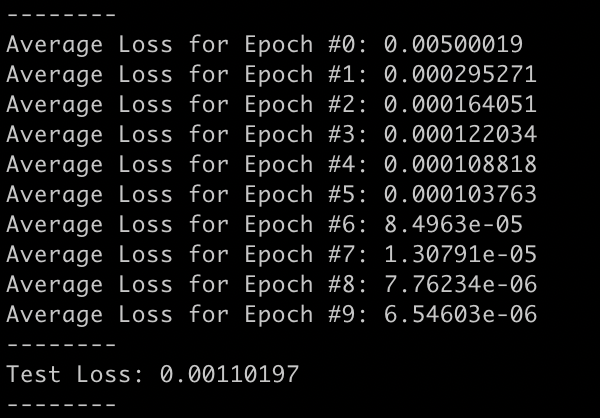 --------
Average Loss for Epoch #0: 0.00500019
Average Loss for Epoch #1: 0.000295271
Average Loss for Epoch #2: 0.000164051
Average Loss for Epoch #3: 0.000122034
Average Loss for Epoch #4: 0.000108818
Average Loss for Epoch #5: 0.000103763
Average Loss for Epoch #6: 8.4963e-05
Average Loss for Epoch #7: 1.30791e-05
Average Loss for Epoch #8: 7.76234e-06
Average Loss for Epoch #9: 6.54603e-06
--------
Test Loss: 0.00110197
--------